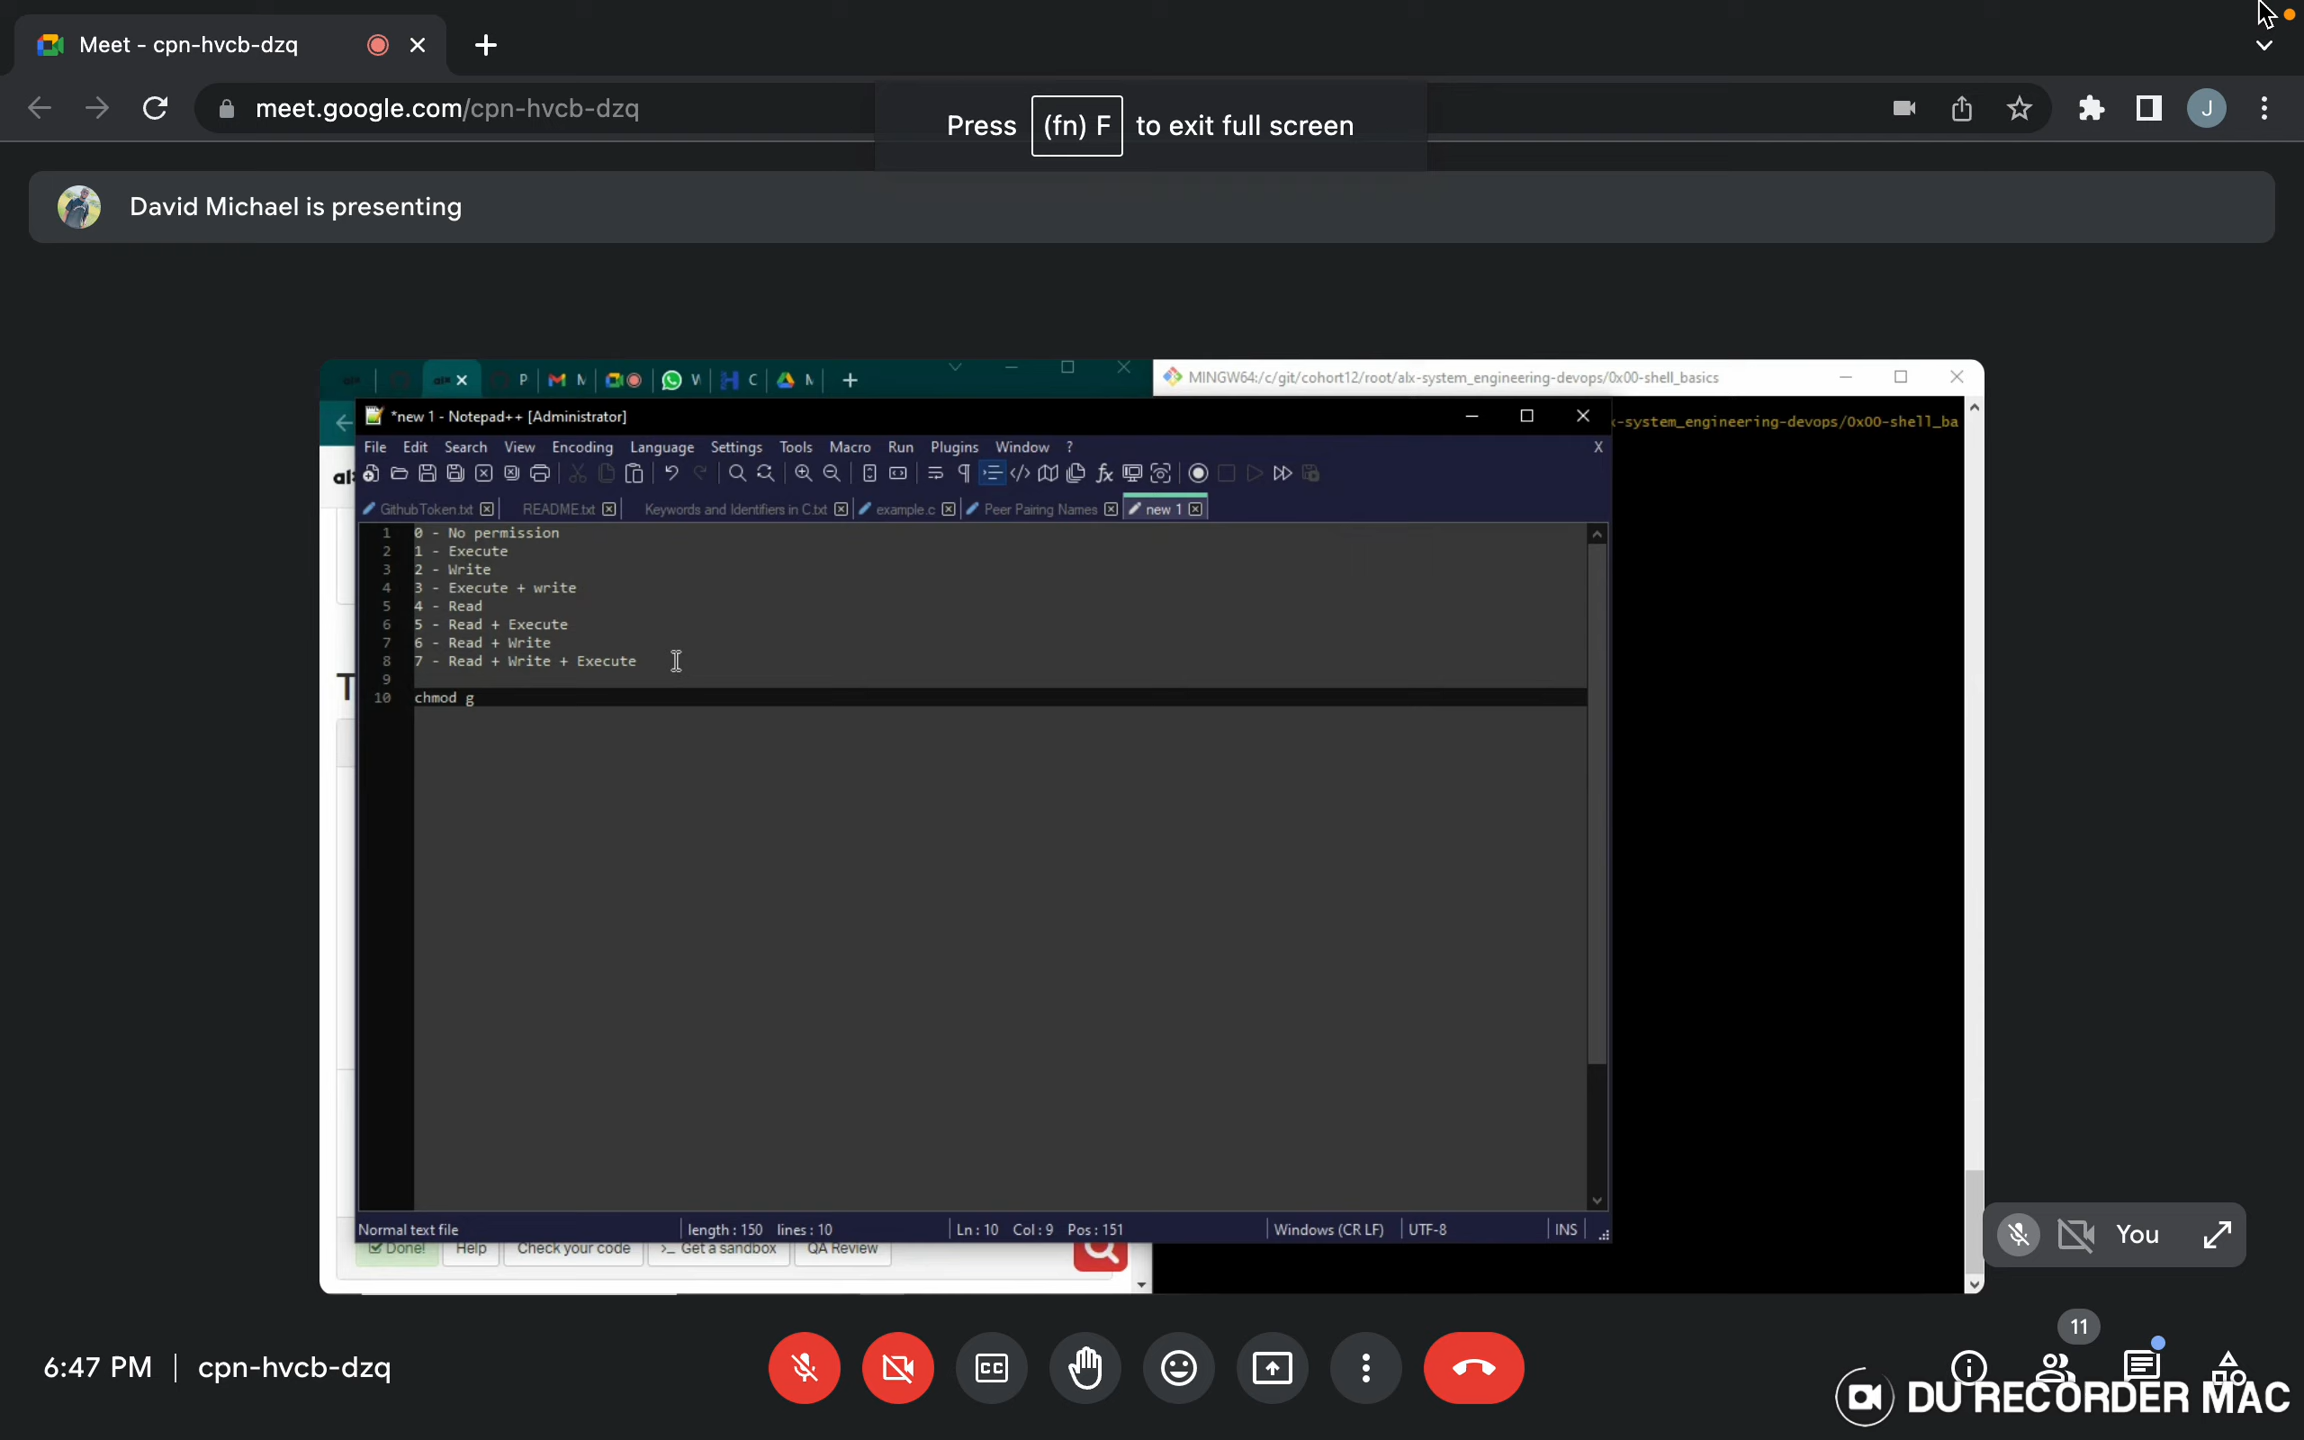 Meet - cpn-hvcb-dzq
meet.google.com/cpn-hvcb-dzq
J
Press (fn) F to exit full screen
David Michael is presenting
MINGW64:/c/git/cohort12/root/alx-system_engineering-devops/0x00-shell_basics
-system_engineering-devops/0x00-shell_ba
*new 1 - Notepad++ [Administrator]
File Edit Search View Encoding Language Settings Tools Macro Run Plugins Window ? X
GithubToken.txt README.txt Keywords and Identifiers in C.txt example.c Peer Pairing Names new 1
1 0 - No permission
2 1 - Execute
3 2 - Write
4 3 - Execute + write
5 4 - Read
6 5 - Read + Execute
7 6 - Read + Write
8 7 - Read + Write + Execute
9
10 chmod g
Normal text file length : 150 lines : 10 Ln : 10 Col : 9 Pos : 151 Windows (CR LF) UTF-8 INS
Done! Help Check your code >_ Get a sandbox QA Review
You
11
6:47 PM | cpn-hvcb-dzq
DU RECORDER MAC